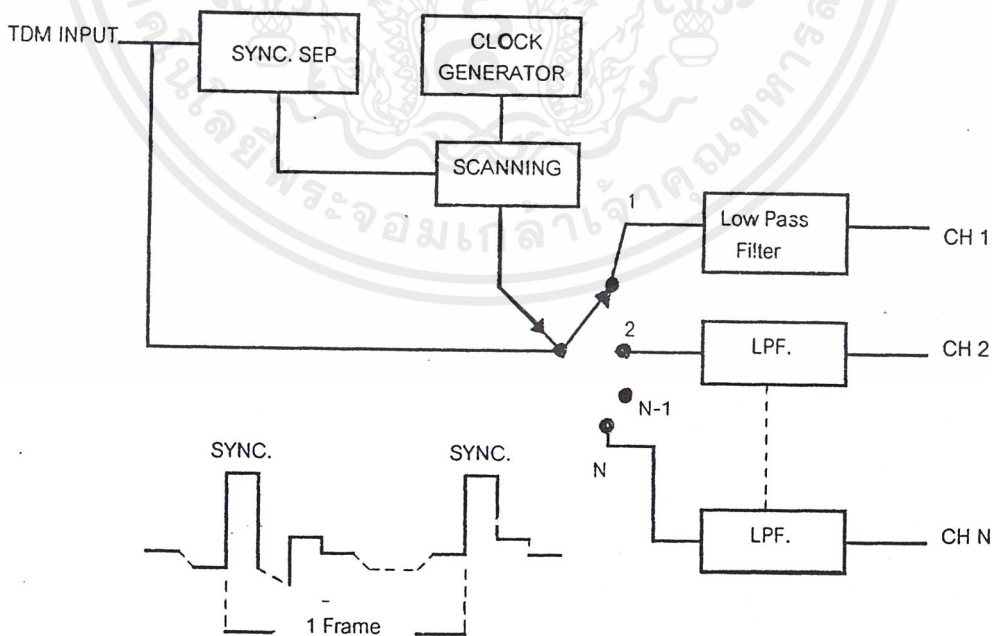 TDM INPUT
SYNC. SEP
CLOCK
GENERATOR
SCANNING
1
Low Pass
Filter
CH 1
2
LPF.
CH 2
N-1
N
LPF.
CH N
SYNC.
SYNC.
1 Frame